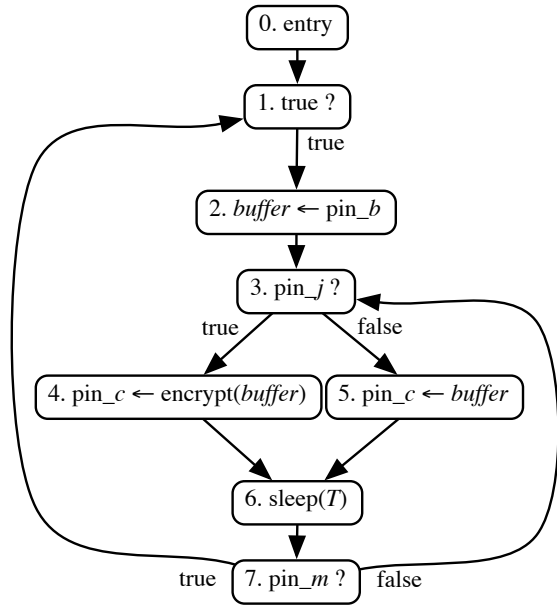 0. entry
1. true ?
true
2. buffer ← pin_b
3. pin_j ?
true
false
4. pin_c ← encrypt(buffer)
5. pin_c ← buffer
6. sleep(T)
7. pin_m ?
true
false